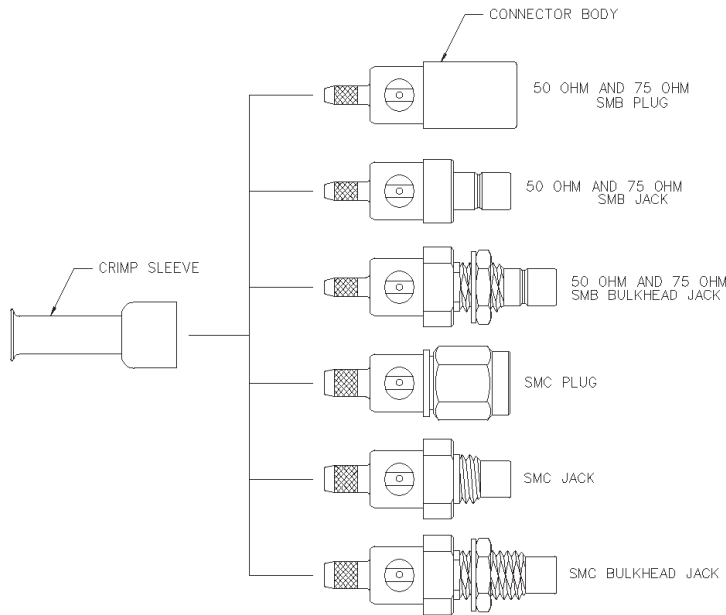 CONNECTOR BODY
50 OHM AND 75 OHM
SMB PLUG
50 OHM AND 75 OHM
SMB JACK
CRIMP SLEEVE
50 OHM AND 75 OHM
SMB BULKHEAD JACK
SMC PLUG
SMC JACK
SMC BULKHEAD JACK